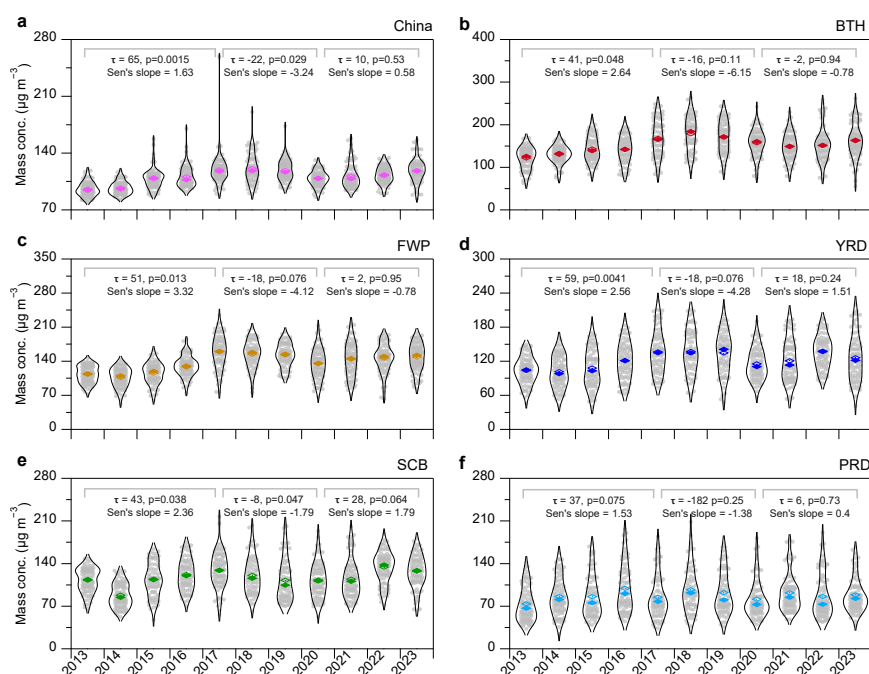 a China
280
210
140
70
Mass conc. (µg m⁻³)
τ = 65, p=0.0015
Sen's slope = 1.63
τ = -22, p=0.029
Sen's slope = -3.24
τ = 10, p=0.53
Sen's slope = 0.58
b BTH
400
300
200
100
0
τ = 41, p=0.048
Sen's slope = 2.64
τ = -16, p=0.11
Sen's slope = -6.15
τ = -2, p=0.94
Sen's slope = -0.78
c FWP
350
280
210
140
70
0
Mass conc. (µg m⁻³)
τ = 51, p=0.013
Sen's slope = 3.32
τ = -18, p=0.076
Sen's slope = -4.12
τ = 2, p=0.95
Sen's slope = -0.78
d YRD
300
240
180
120
60
0
τ = 59, p=0.0041
Sen's slope = 2.56
τ = -18, p=0.076
Sen's slope = -4.28
τ = 18, p=0.24
Sen's slope = 1.51
e SCB
280
210
140
70
0
Mass conc. (µg m⁻³)
τ = 43, p=0.038
Sen's slope = 2.36
τ = -8, p=0.047
Sen's slope = -1.79
τ = 28, p=0.064
Sen's slope = 1.79
2013 2014 2015 2016 2017 2018 2019 2020 2021 2022 2023
f PRD
280
210
140
70
0
τ = 37, p=0.075
Sen's slope = 1.53
τ = -182 p=0.25
Sen's slope = -1.38
τ = 6, p=0.73
Sen's slope = 0.4
2013 2014 2015 2016 2017 2018 2019 2020 2021 2022 2023